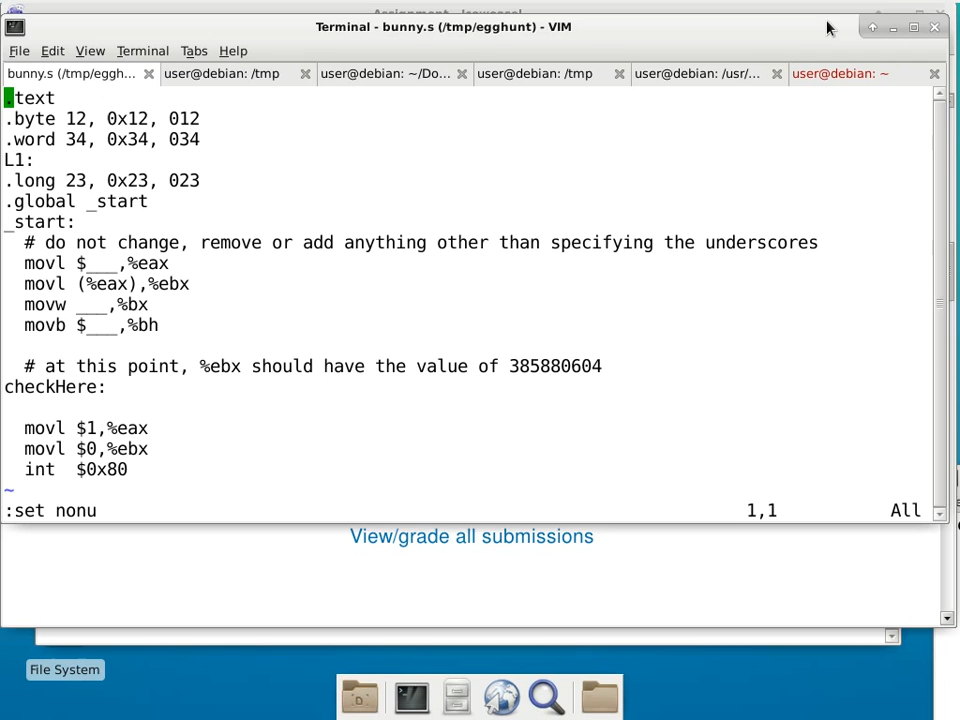 Terminal - bunny.s (/tmp/egghunt) - VIM
File Edit View Terminal Tabs Help
bunny.s (/tmp/eggh... user@debian: /tmp user@debian: ~/Do... user@debian: /tmp user@debian: /usr/... user@debian: ~
.text
.byte 12, 0x12, 012
.word 34, 0x34, 034
L1:
.long 23, 0x23, 023
.global _start
_start:
  # do not change, remove or add anything other than specifying the underscores
  movl $___,%eax
  movl (%eax),%ebx
  movw ___,%bx
  movb $___,%bh

  # at this point, %ebx should have the value of 385880604
checkHere:

  movl $1,%eax
  movl $0,%ebx
  int  $0x80
~
:set nonu 1,1 All
View/grade all submissions
File System